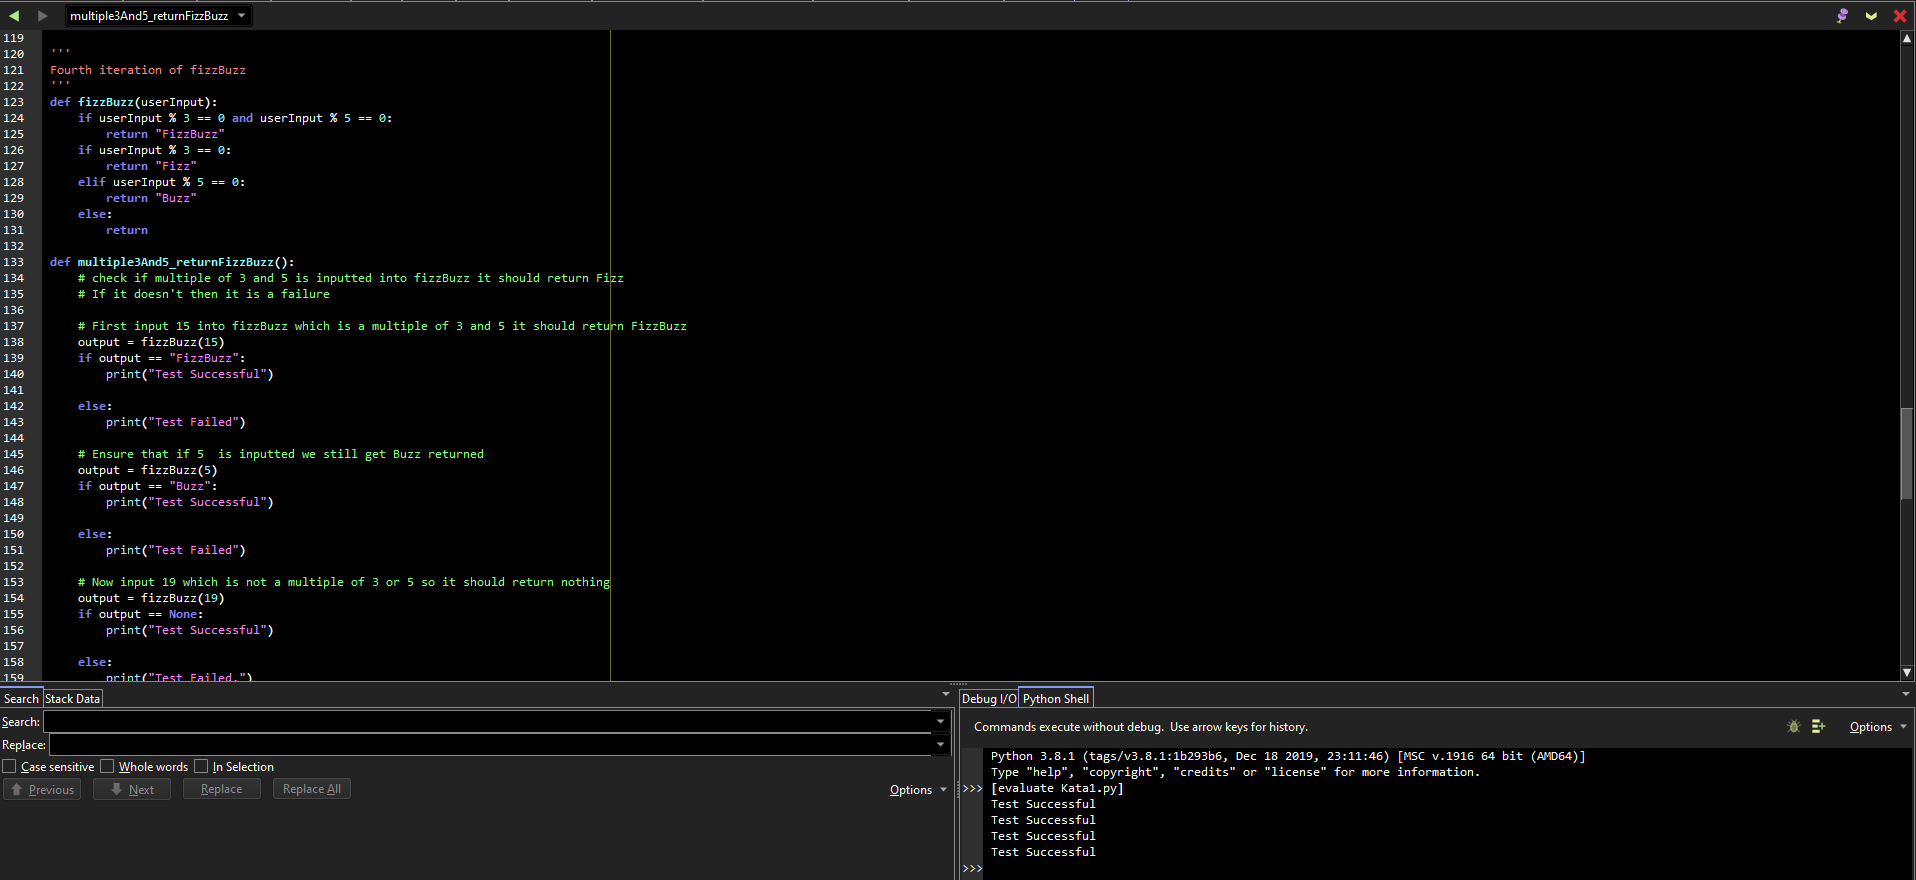 multiple3And5_returnFizzBuzz
119
120 '''
121 Fourth iteration of fizzBuzz
122 '''
123 def fizzBuzz(userInput):
124     if userInput % 3 == 0 and userInput % 5 == 0:
125         return "FizzBuzz"
126     if userInput % 3 == 0:
127         return "Fizz"
128     elif userInput % 5 == 0:
129         return "Buzz"
130     else:
131         return
132
133 def multiple3And5_returnFizzBuzz():
134     # check if multiple of 3 and 5 is inputted into fizzBuzz it should return Fizz
135     # If it doesn't then it is a failure
136
137     # First input 15 into fizzBuzz which is a multiple of 3 and 5 it should return FizzBuzz
138     output = fizzBuzz(15)
139     if output == "FizzBuzz":
140         print("Test Successful")
141
142     else:
143         print("Test Failed")
144
145     # Ensure that if 5  is inputted we still get Buzz returned
146     output = fizzBuzz(5)
147     if output == "Buzz":
148         print("Test Successful")
149
150     else:
151         print("Test Failed")
152
153     # Now input 19 which is not a multiple of 3 or 5 so it should return nothing
154     output = fizzBuzz(19)
155     if output == None:
156         print("Test Successful")
157
158     else:
159         print("Test Failed.")
Search Stack Data
Search:
Replace:
Case sensitive Whole words In Selection
Previous Next Replace Replace All Options
Debug I/O Python Shell
Commands execute without debug.  Use arrow keys for history. Options
Python 3.8.1 (tags/v3.8.1:1b293b6, Dec 18 2019, 23:11:46) [MSC v.1916 64 bit (AMD64)]
Type "help", "copyright", "credits" or "license" for more information.
>>> [evaluate Kata1.py]
Test Successful
Test Successful
Test Successful
Test Successful
>>>